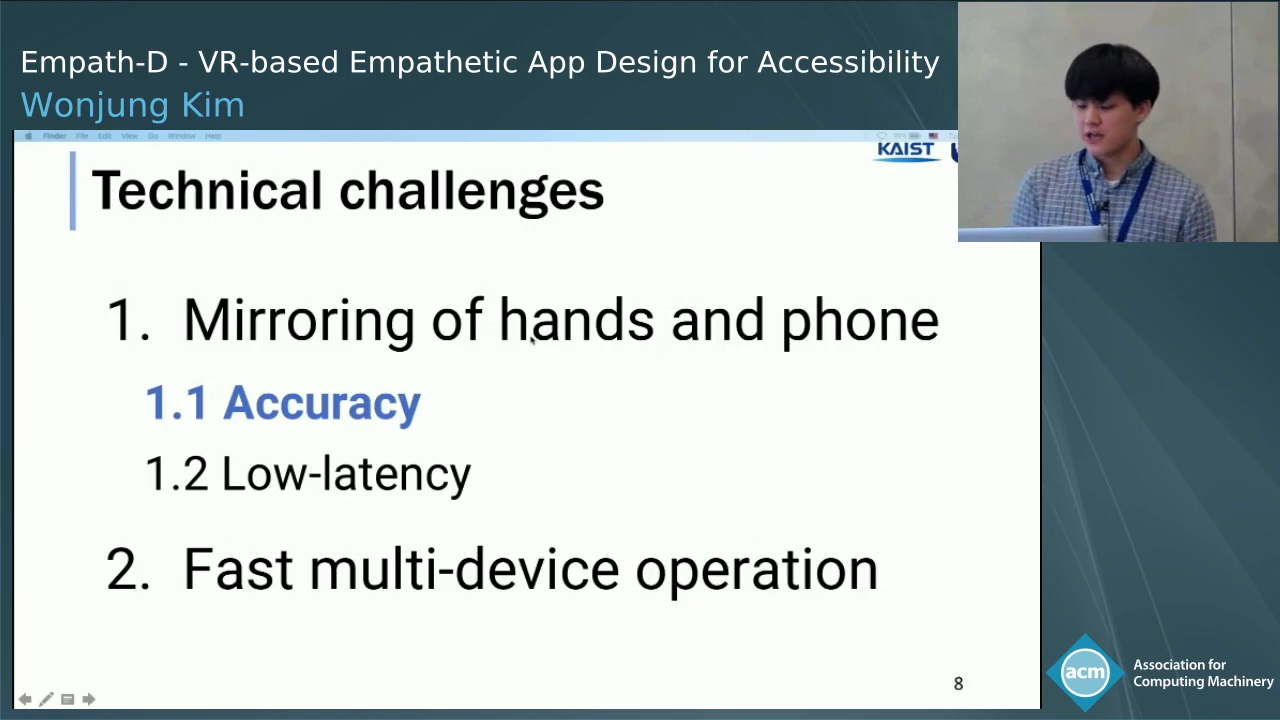 Empath-D - VR-based Empathetic App Design for Accessibility
Wonjung Kim
Finder File Edit View Go Window Help
KAIST
Technical challenges
1. Mirroring of hands and phone
1.1 Accuracy
1.2 Low-latency
2. Fast multi-device operation
8
acm
Association for
Computing Machinery